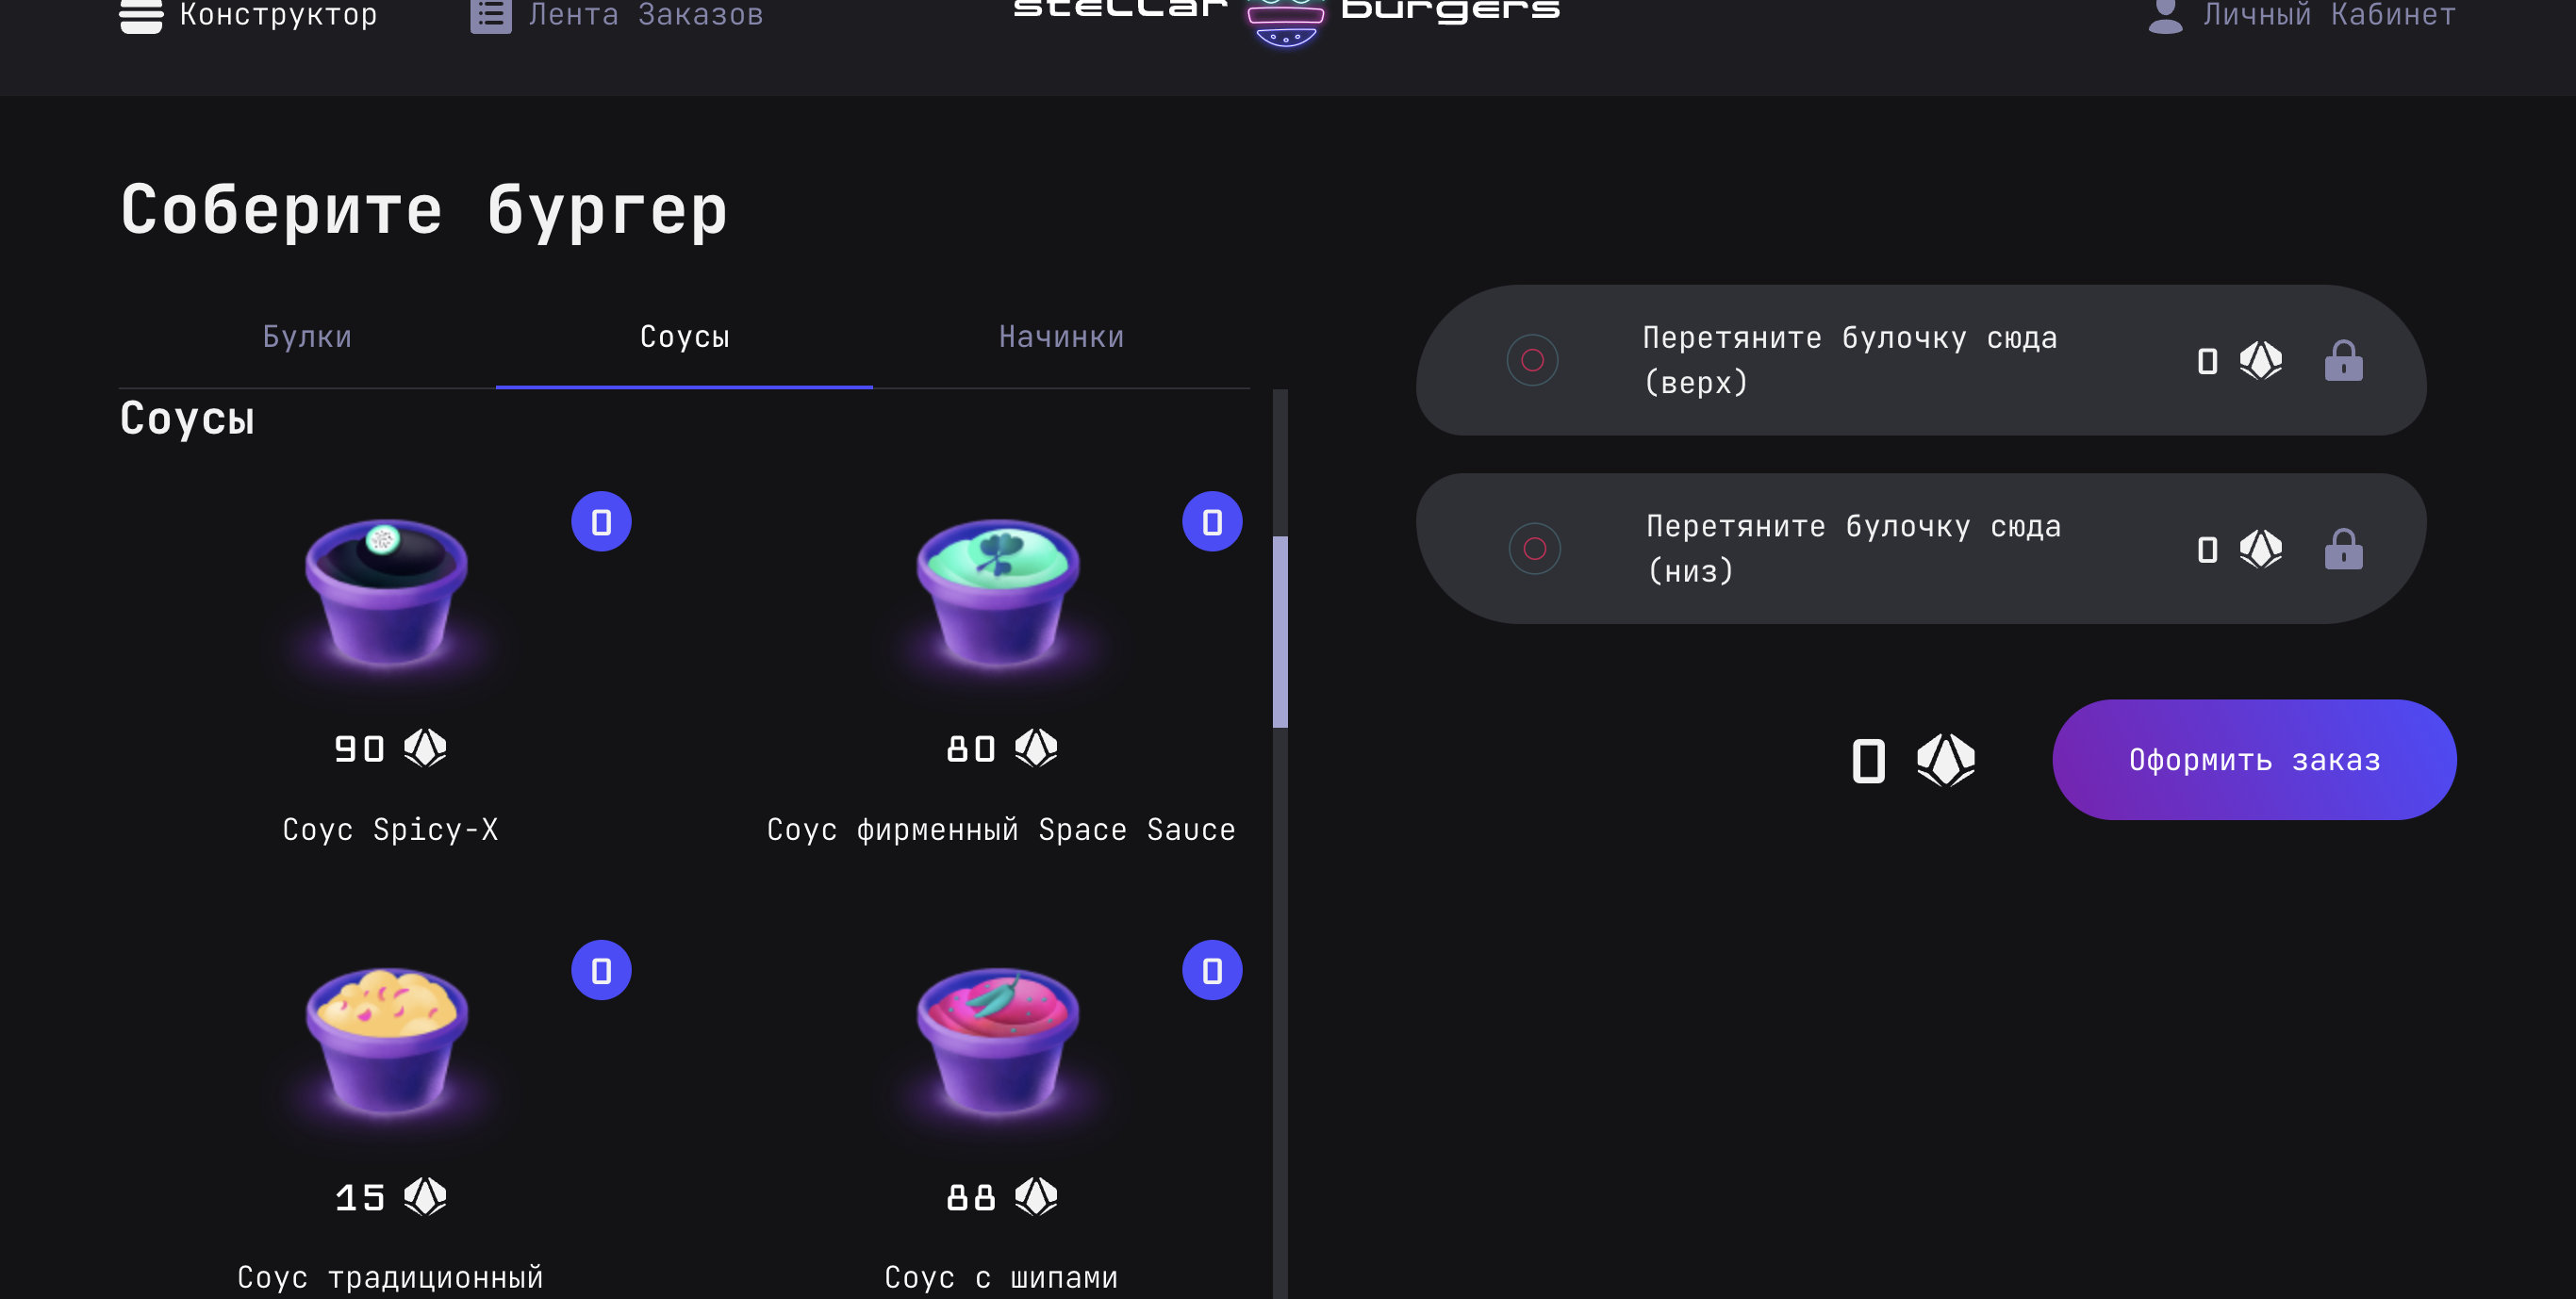 Конструктор
Лента Заказов
stellar burgers
Личный Кабинет
Соберите бургер
Булки
Соусы
Начинки
Соусы
0
90
Соус Spicy-X
0
80
Соус фирменный Space Sauce
0
15
Соус традиционный
0
88
Соус с шипами
Перетяните булочку сюда
(верх)
0
Перетяните булочку сюда
(низ)
0
0
Оформить заказ